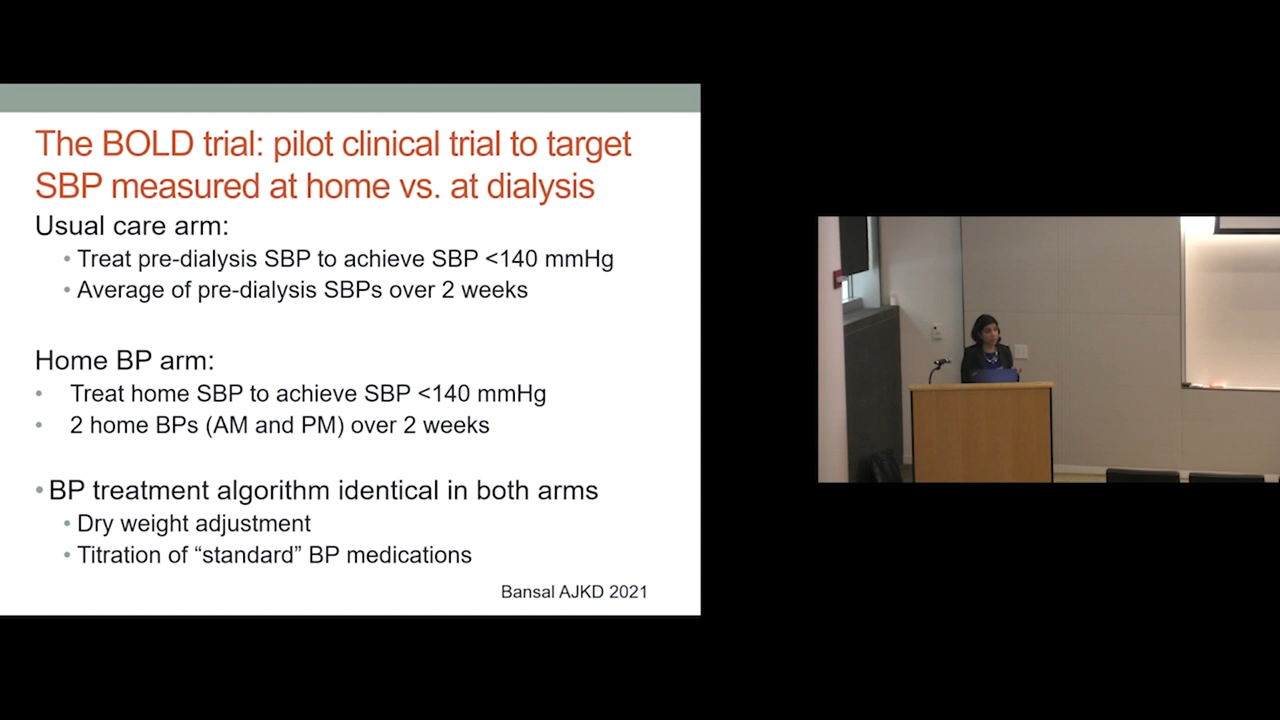 The BOLD trial: pilot clinical trial to target
SBP measured at home vs. at dialysis
Usual care arm:
• Treat pre-dialysis SBP to achieve SBP <140 mmHg
• Average of pre-dialysis SBPs over 2 weeks
Home BP arm:
• Treat home SBP to achieve SBP <140 mmHg
• 2 home BPs (AM and PM) over 2 weeks
• BP treatment algorithm identical in both arms
• Dry weight adjustment
• Titration of “standard” BP medications
Bansal AJKD 2021